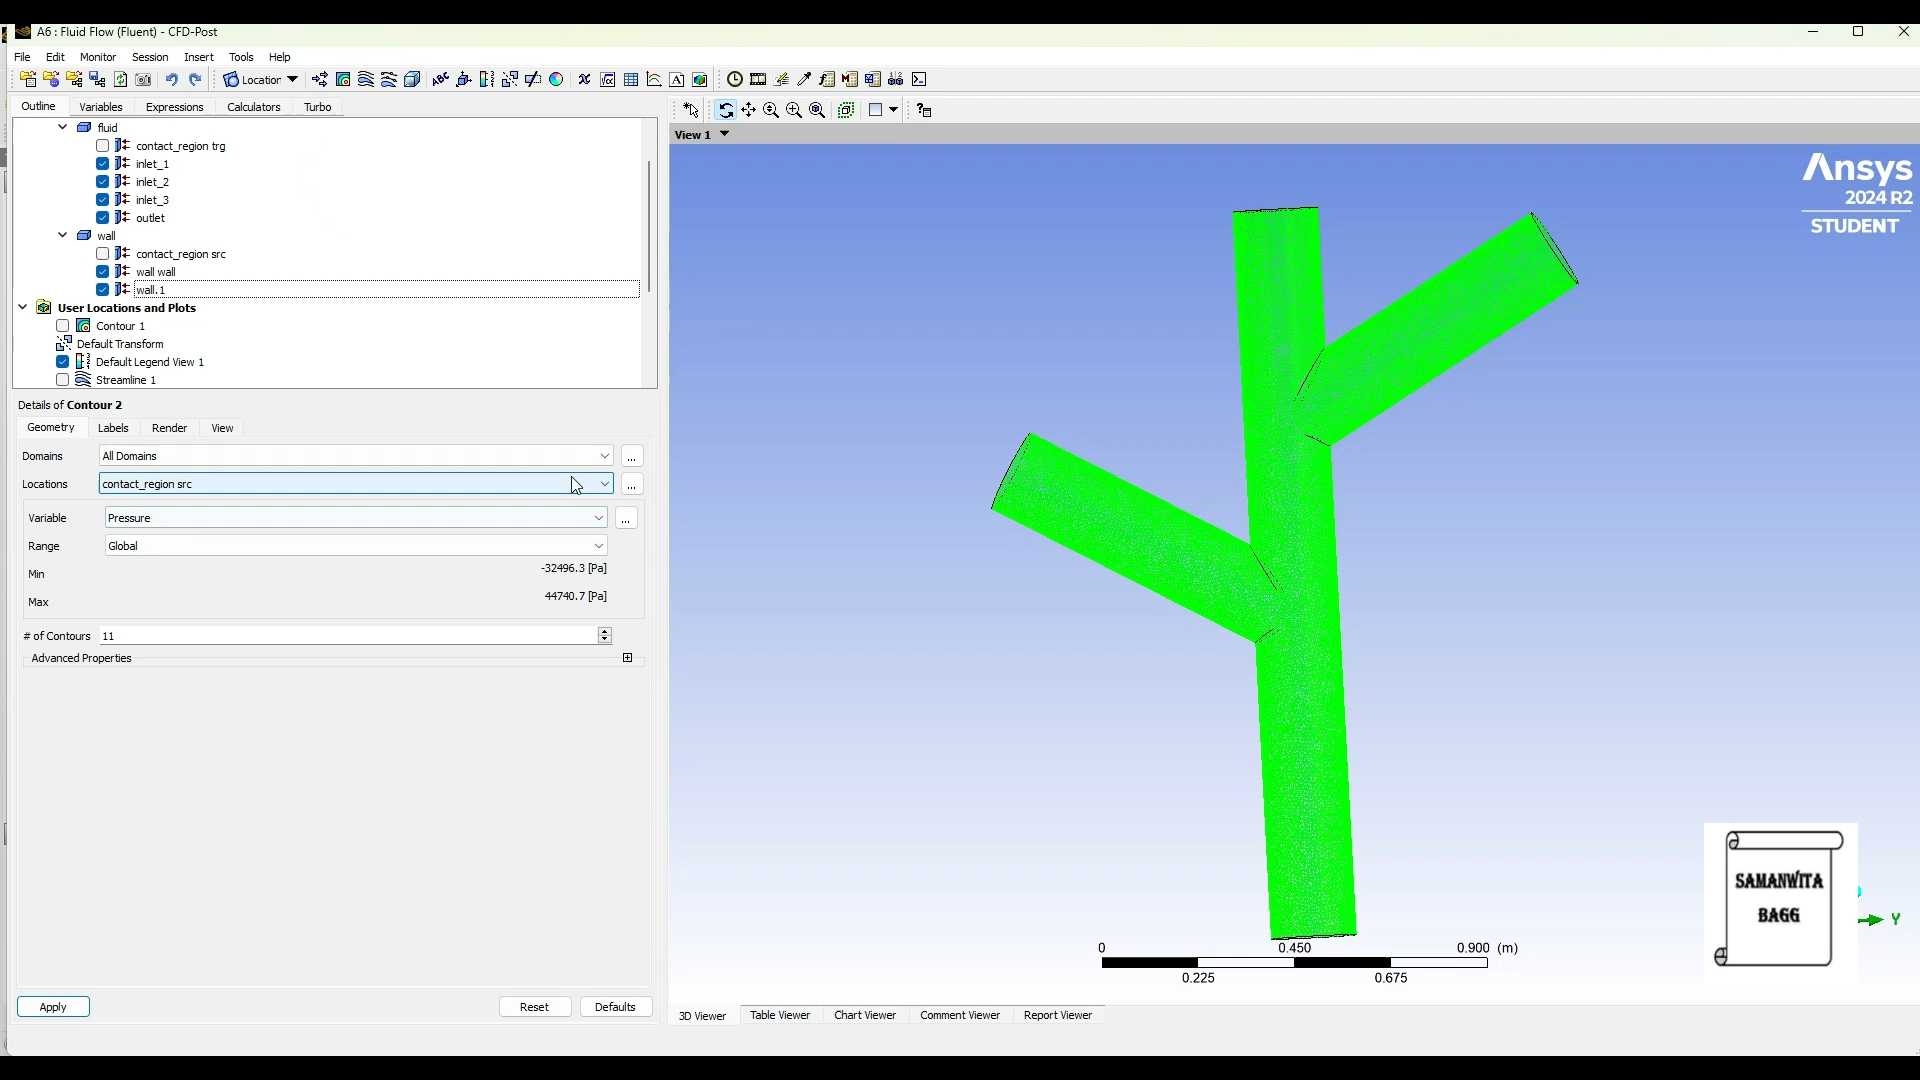 A6 : Fluid Flow (Fluent) - CFD-Post
File Edit Monitor Session Insert Tools Help
Location
Outline Variables Expressions Calculators Turbo
View 1
fluid
contact_region trg
inlet_1
inlet_2
inlet_3
outlet
wall
contact_region src
wall wall
wall.1
User Locations and Plots
Contour 1
Default Transform
Default Legend View 1
Streamline 1
Details of Contour 2
Geometry Labels Render View
Domains All Domains ...
Locations contact_region src ...
Variable Pressure ...
Range Global
Min -32496.3 [Pa]
Max 44740.7 [Pa]
# of Contours 11
Advanced Properties
Apply Reset Defaults
Ansys
2024 R2
STUDENT
0 0.450 0.900 (m)
0.225 0.675
SAMANWITA
BAGG
Y
3D Viewer Table Viewer Chart Viewer Comment Viewer Report Viewer